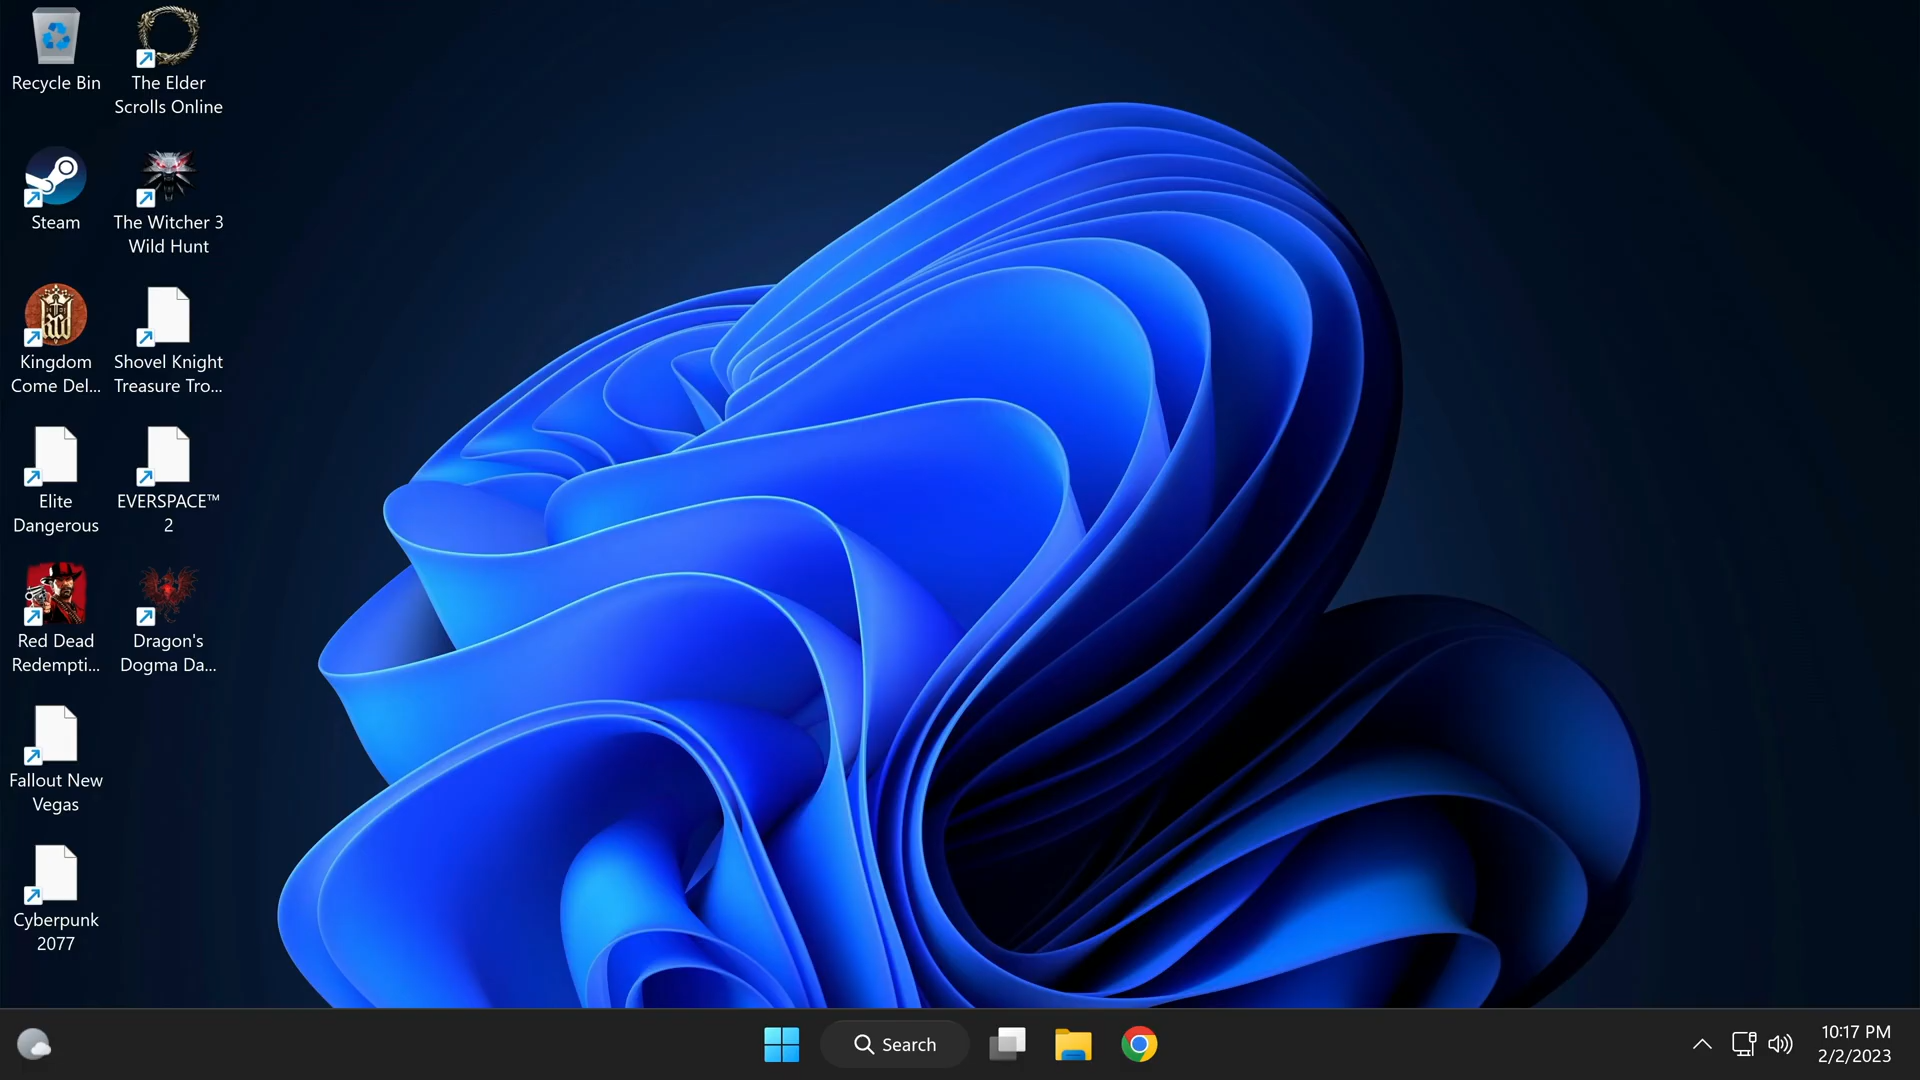 Recycle Bin
The Elder
Scrolls Online
Steam
The Witcher 3
Wild Hunt
Kingdom
Come Del...
Shovel Knight
Treasure Tro...
Elite
Dangerous
EVERSPACE™
2
Red Dead
Redempti...
Dragon's
Dogma Da...
Fallout New
Vegas
Cyberpunk
2077
Search
10:17 PM
2/2/2023